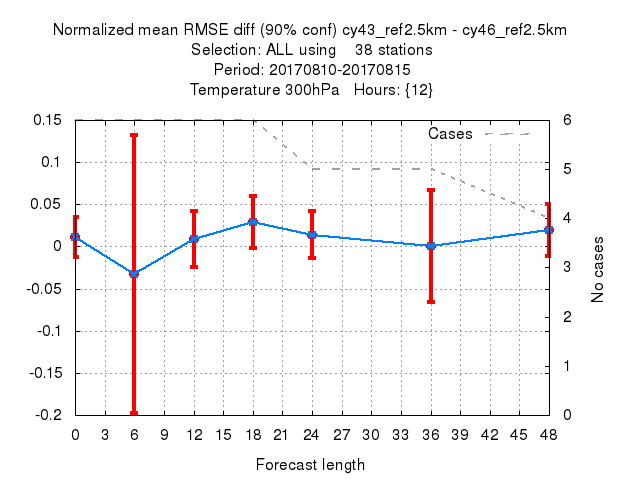 Normalized mean RMSE diff (90% conf) cy43_ref2.5km - cy46_ref2.5km
Selection: ALL using    38 stations
Period: 20170810-20170815
Temperature 300hPa   Hours: {12}
Cases
0.15
0.1
0.05
0
-0.05
-0.1
-0.15
-0.2
6
5
4
3
2
1
0
No cases
0 3 6 9 12 15 18 21 24 27 30 33 36 39 42 45 48
Forecast length